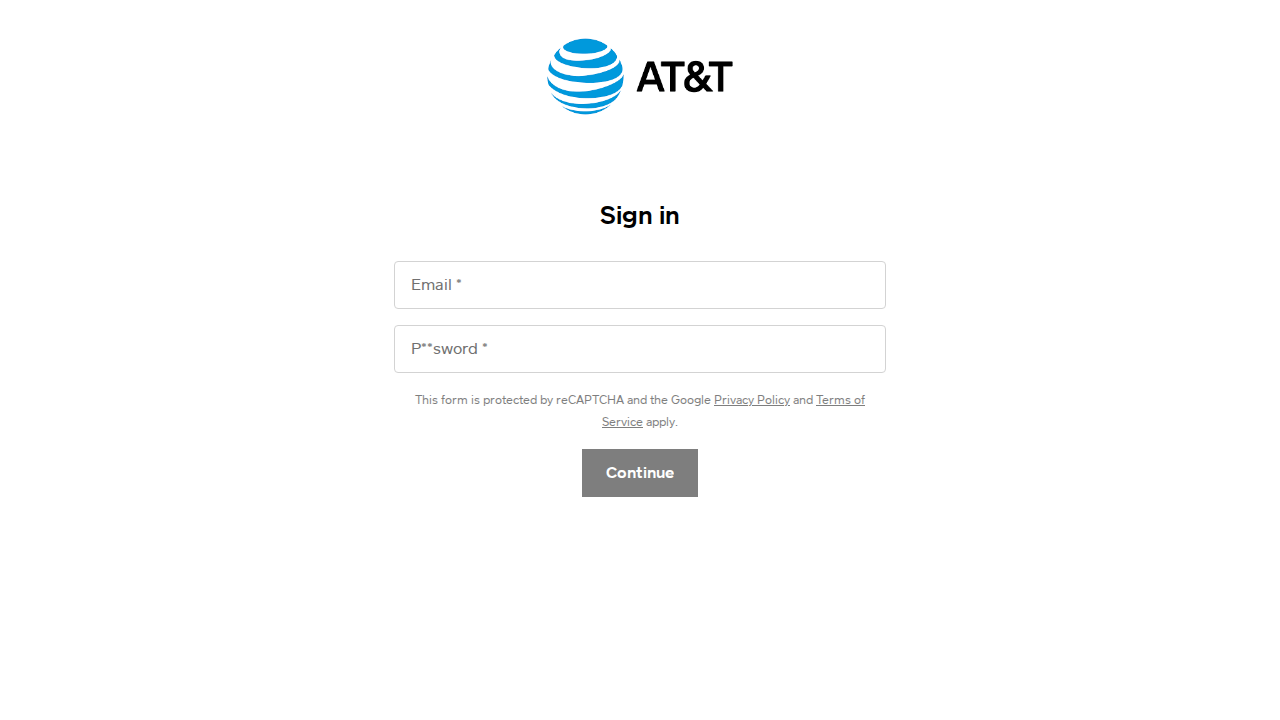 AT&T
Sign in
Email *
P**sword *
This form is protected by reCAPTCHA and the Google Privacy Policy and Terms of
Service apply.
Continue